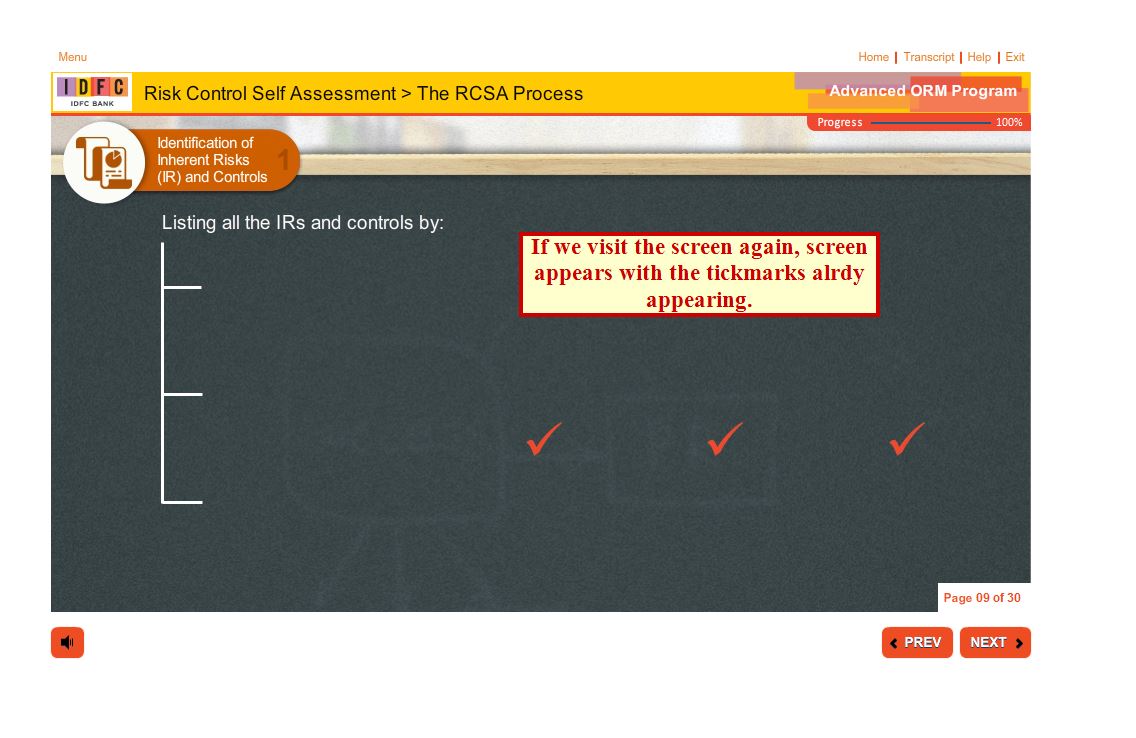 Menu
Home | Transcript | Help | Exit
IDFC
IDFC BANK
Risk Control Self Assessment > The RCSA Process
Advanced ORM Program
Progress 100%
Identification of
Inherent Risks
(IR) and Controls
1
Listing all the IRs and controls by:
If we visit the screen again, screen
appears with the tickmarks alrdy
appearing.
Page 09 of 30
PREV
NEXT